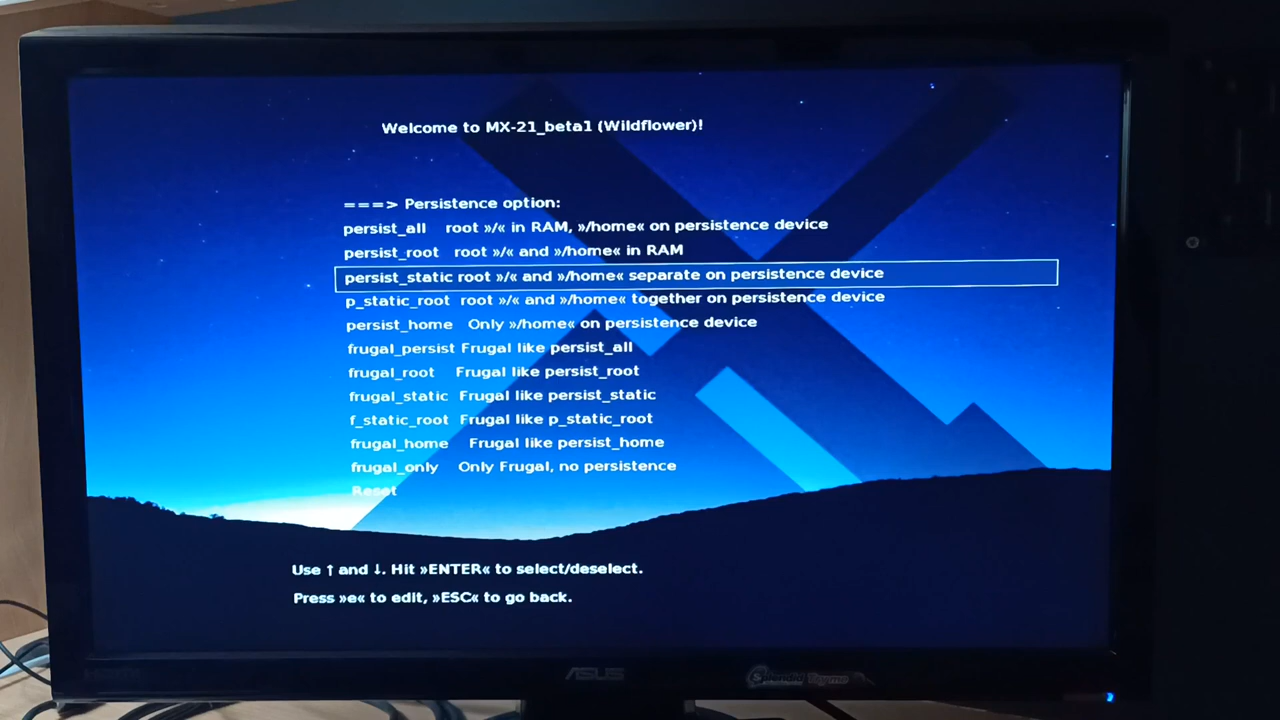 Welcome to MX-21_beta1 (Wildflower)!
===> Persistence option:
persist_all root »/« in RAM, »/home« on persistence device
persist_root root »/« and »/home« in RAM
persist_static root »/« and »/home« separate on persistence device
p_static_root root »/« and »/home« together on persistence device
persist_home Only »/home« on persistence device
frugal_persist Frugal like persist_all
frugal_root Frugal like persist_root
frugal_static Frugal like persist_static
f_static_root Frugal like p_static_root
frugal_home Frugal like persist_home
frugal_only Only Frugal, no persistence
Reset
Use ↑ and ↓. Hit »ENTER« to select/deselect.
Press »e« to edit, »ESC« to go back.
HDMI
ASUS
Splendid